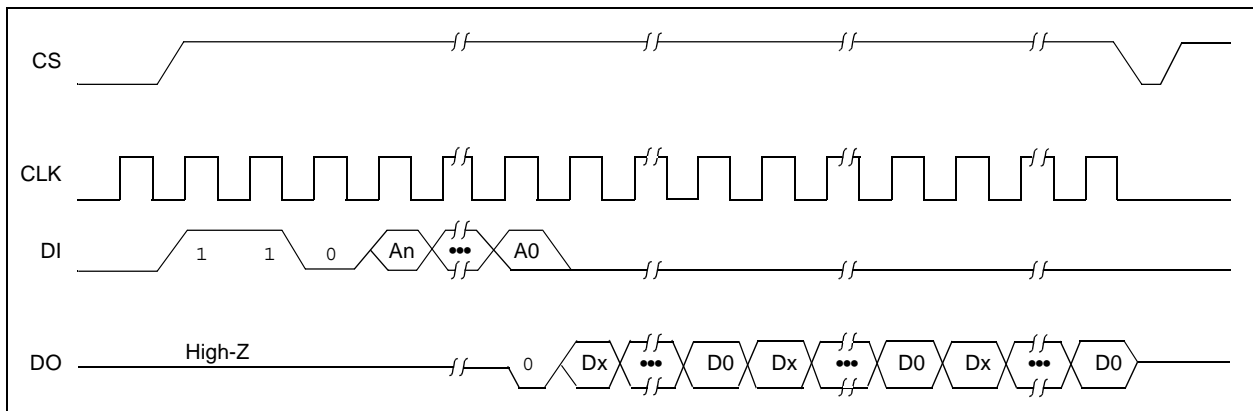 CS
CLK
DI 1 1 0 An ••• A0
High-Z
DO 0 Dx ••• D0 Dx ••• D0 Dx ••• D0